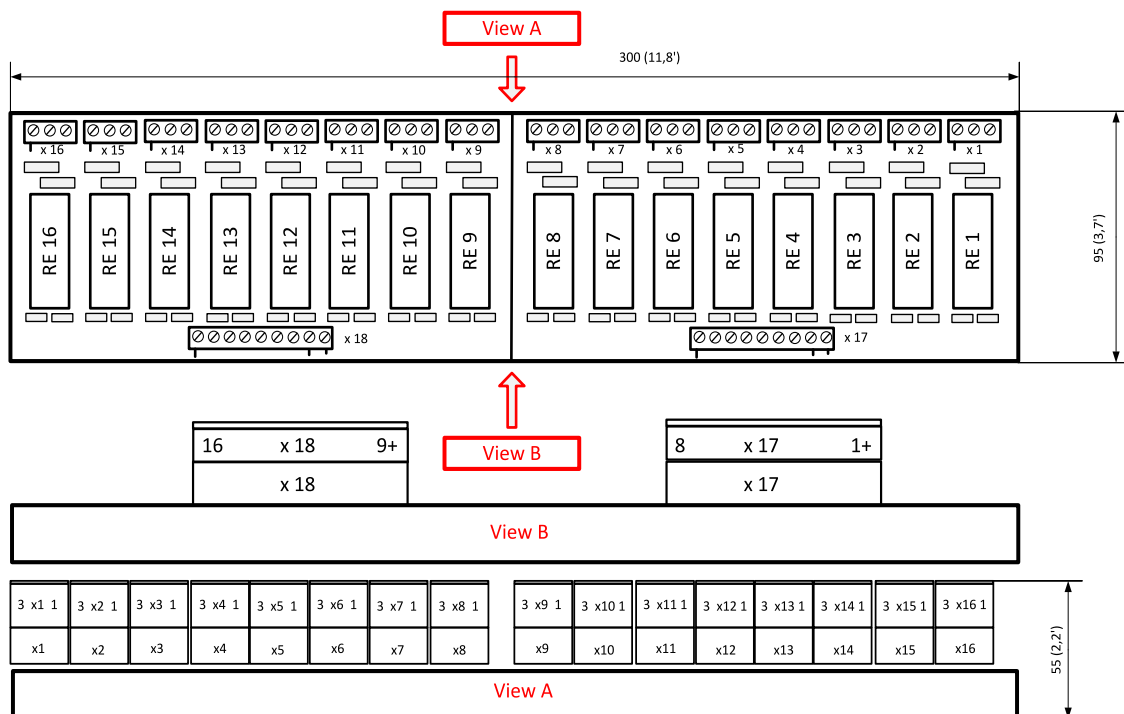 View A
300 (11,8')
x 16 x 15 x 14 x 13 x 12 x 11 x 10 x 9 x 8 x 7 x 6 x 5 x 4 x 3 x 2 x 1
RE 16 RE 15 RE 14 RE 13 RE 12 RE 11 RE 10 RE 9 RE 8 RE 7 RE 6 RE 5 RE 4 RE 3 RE 2 RE 1
95 (3,7')
x 18 x 17
View B
16 x 18 9+ 8 x 17 1+
x 18 x 17
View B
3 x1 1 3 x2 1 3 x3 1 3 x4 1 3 x5 1 3 x6 1 3 x7 1 3 x8 1 3 x9 1 3 x10 1 3 x11 1 3 x12 1 3 x13 1 3 x14 1 3 x15 1 3 x16 1
x1 x2 x3 x4 x5 x6 x7 x8 x9 x10 x11 x12 x13 x14 x15 x16
55 (2,2')
View A